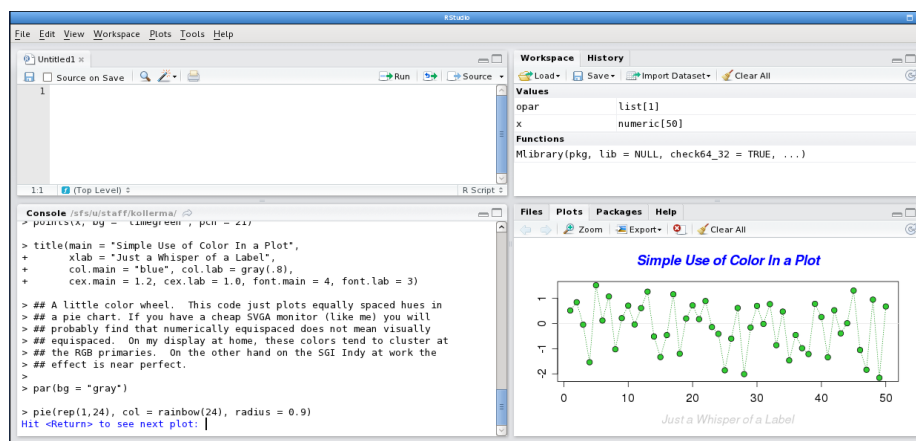 RStudio
File Edit View Workspace Plots Tools Help
Untitled1
Source on Save
Run
Source
1
1:1
(Top Level)
R Script
Console /sfs/u/staff/kollerma/
> points(x, bg = "limegreen", pch = 21)
> title(main = "Simple Use of Color In a Plot",
+ xlab = "Just a Whisper of a Label",
+ col.main = "blue", col.lab = gray(.8),
+ cex.main = 1.2, cex.lab = 1.0, font.main = 4, font.lab = 3)
> ## A little color wheel. This code just plots equally spaced hues in
> ## a pie chart. If you have a cheap SVGA monitor (like me) you will
> ## probably find that numerically equispaced does not mean visually
> ## equispaced. On my display at home, these colors tend to cluster at
> ## the RGB primaries. On the other hand on the SGI Indy at work the
> ## effect is near perfect.
>
> par(bg = "gray")
> pie(rep(1,24), col = rainbow(24), radius = 0.9)
Hit <Return> to see next plot:
Workspace History
Load Save Import Dataset Clear All
Values
opar list[1]
x numeric[50]
Functions
Mlibrary(pkg, lib = NULL, check64_32 = TRUE, ...)
Files Plots Packages Help
Zoom Export Clear All
Simple Use of Color In a Plot
1
0
-1
-2
0 10 20 30 40 50
Just a Whisper of a Label